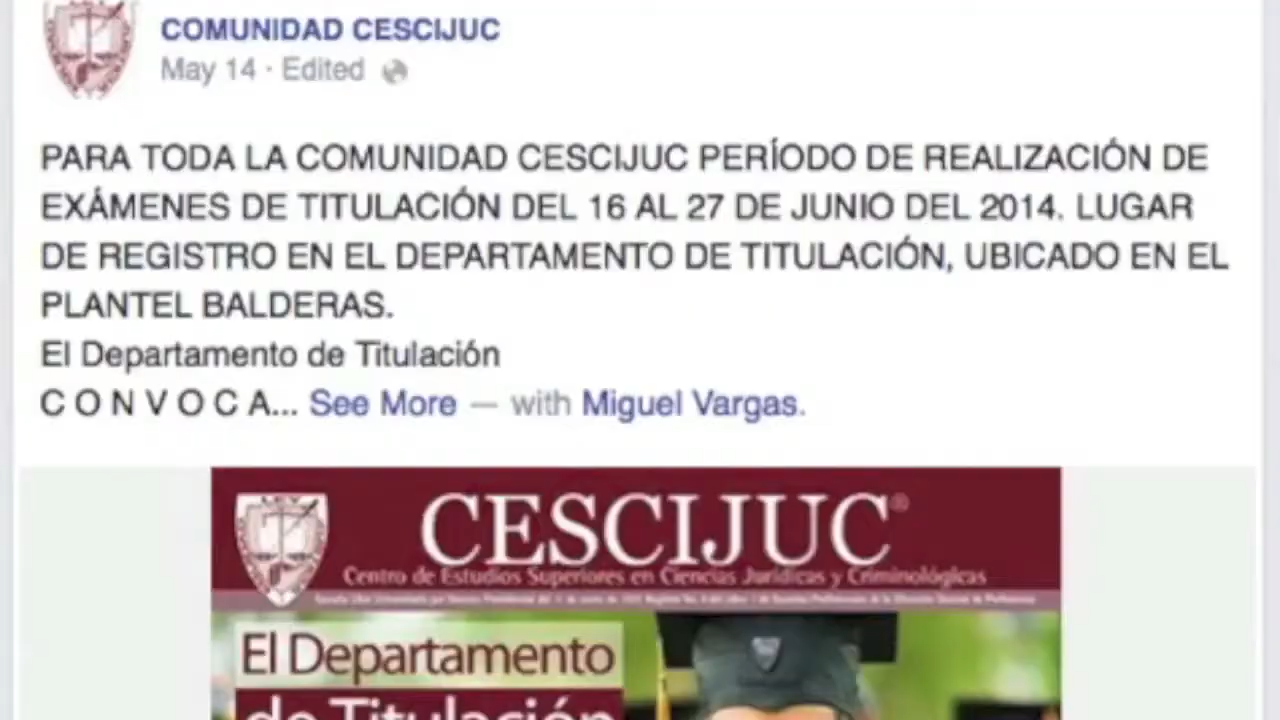 COMUNIDAD CESCIJUC
May 14 · Edited
PARA TODA LA COMUNIDAD CESCIJUC PERÍODO DE REALIZACIÓN DE
EXÁMENES DE TITULACIÓN DEL 16 AL 27 DE JUNIO DEL 2014. LUGAR
DE REGISTRO EN EL DEPARTAMENTO DE TITULACIÓN, UBICADO EN EL
PLANTEL BALDERAS.
El Departamento de Titulación
C O N V O C A... See More — with Miguel Vargas.
CESCIJUC®
Centro de Estudios Superiores en Ciencias Jurídicas y Criminológicas
El Departamento
de Titulación